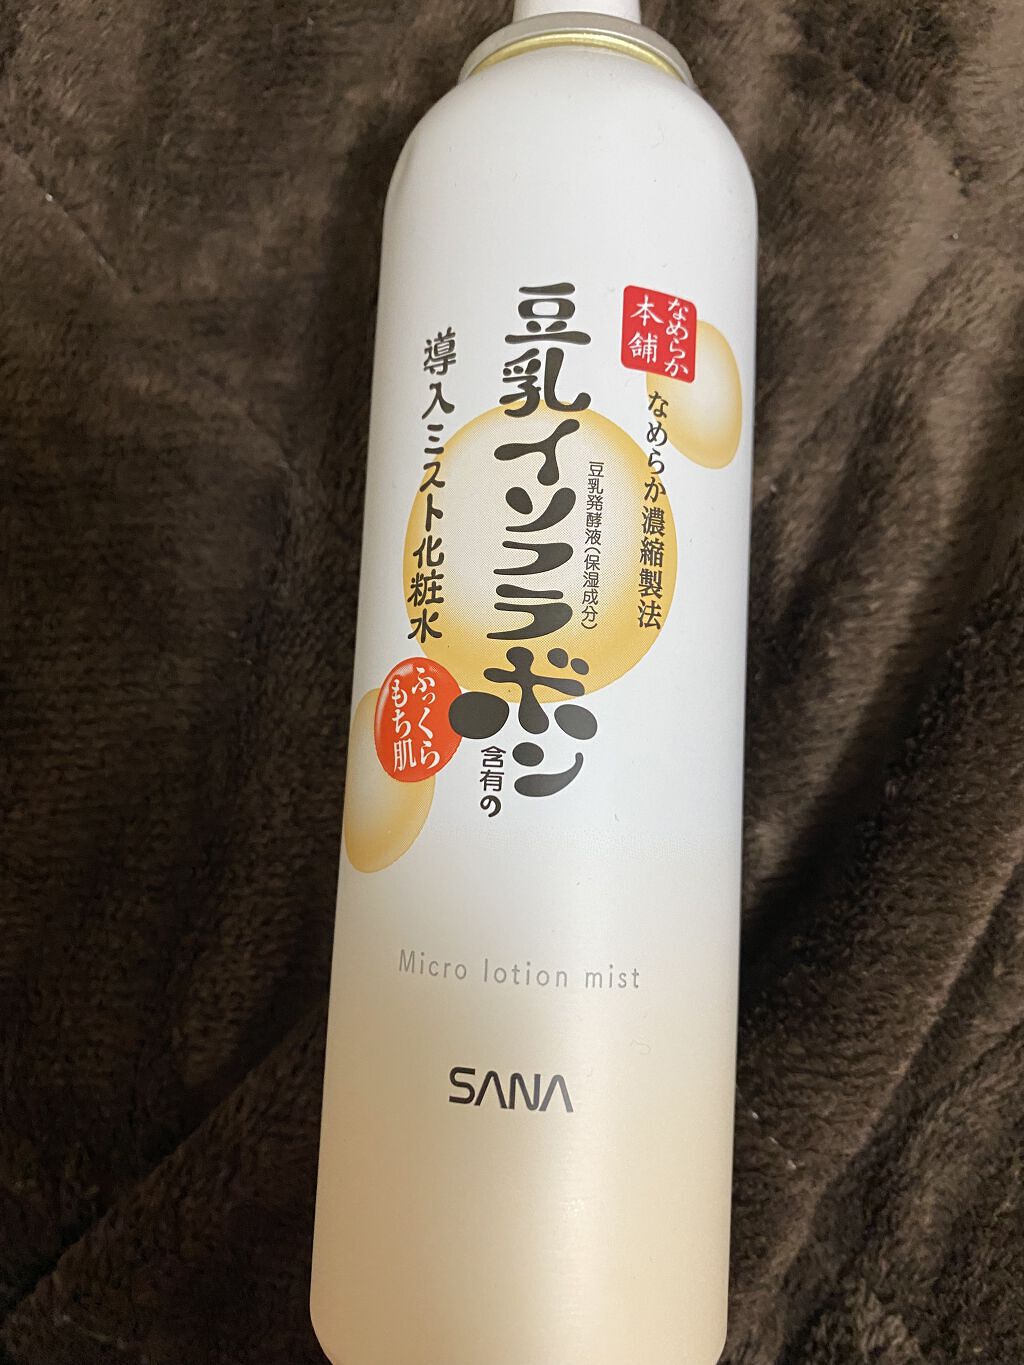 なめらか
本舗
なめらか濃縮製法
豆乳発酵液(保湿成分)
豆乳イソフラボン
含有の
導入ミスト化粧水
ふっくら
もち肌
Micro lotion mist
SANA